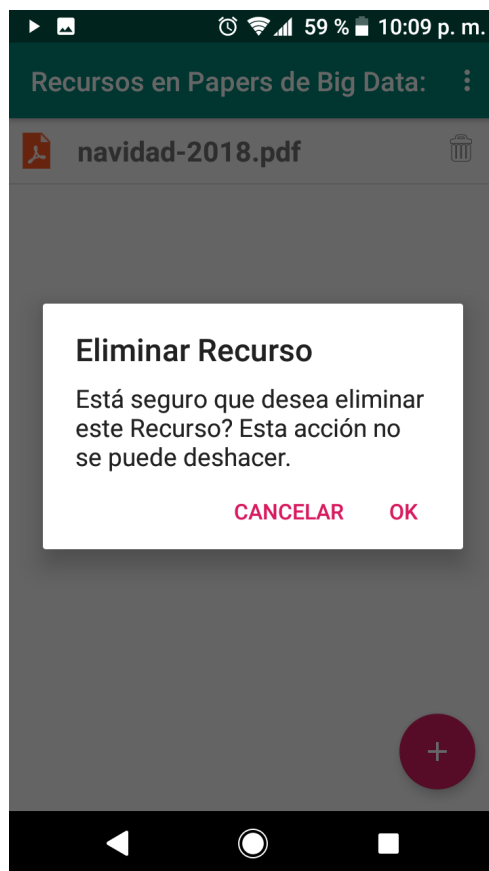 59 % 10:09 p. m.
Recursos en Papers de Big Data:
navidad-2018.pdf
Eliminar Recurso
Está seguro que desea eliminar
este Recurso? Esta acción no
se puede deshacer.
CANCELAR OK
+